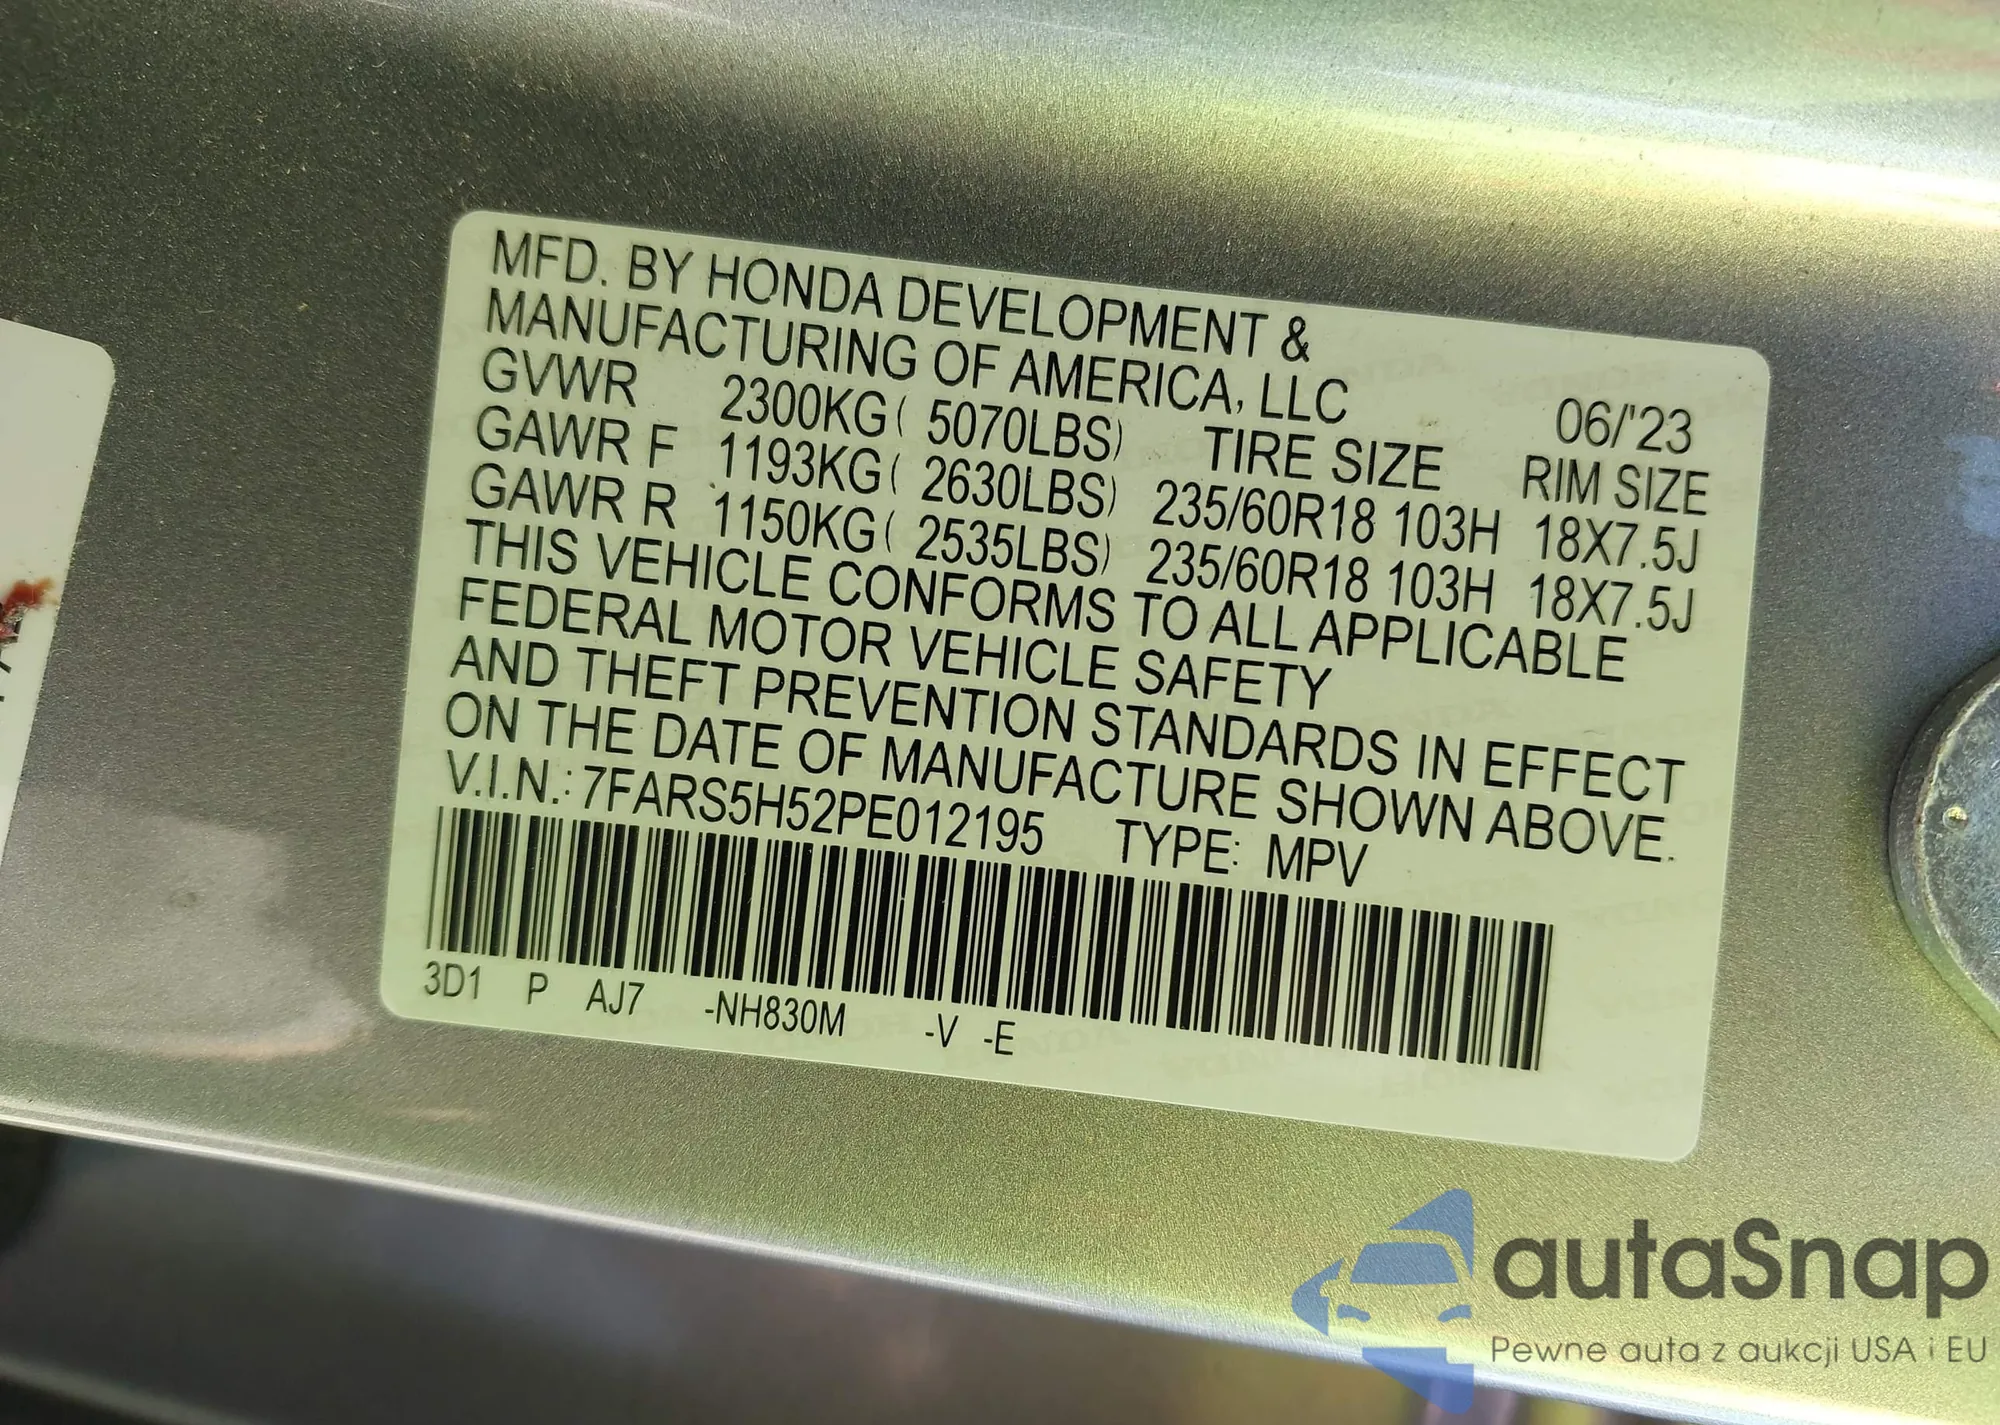 MFD. BY HONDA DEVELOPMENT &
MANUFACTURING OF AMERICA, LLC 06/'23
GVWR 2300KG( 5070LBS) TIRE SIZE RIM SIZE
GAWR F 1193KG( 2630LBS) 235/60R18 103H 18X7.5J
GAWR R 1150KG( 2535LBS) 235/60R18 103H 18X7.5J
THIS VEHICLE CONFORMS TO ALL APPLICABLE
FEDERAL MOTOR VEHICLE SAFETY
AND THEFT PREVENTION STANDARDS IN EFFECT
ON THE DATE OF MANUFACTURE SHOWN ABOVE.
V.I.N.: 7FARS5H52PE012195 TYPE: MPV
3D1 P AJ7 -NH830M -V -E
autaSnap
Pewne auta z aukcji USA i EU